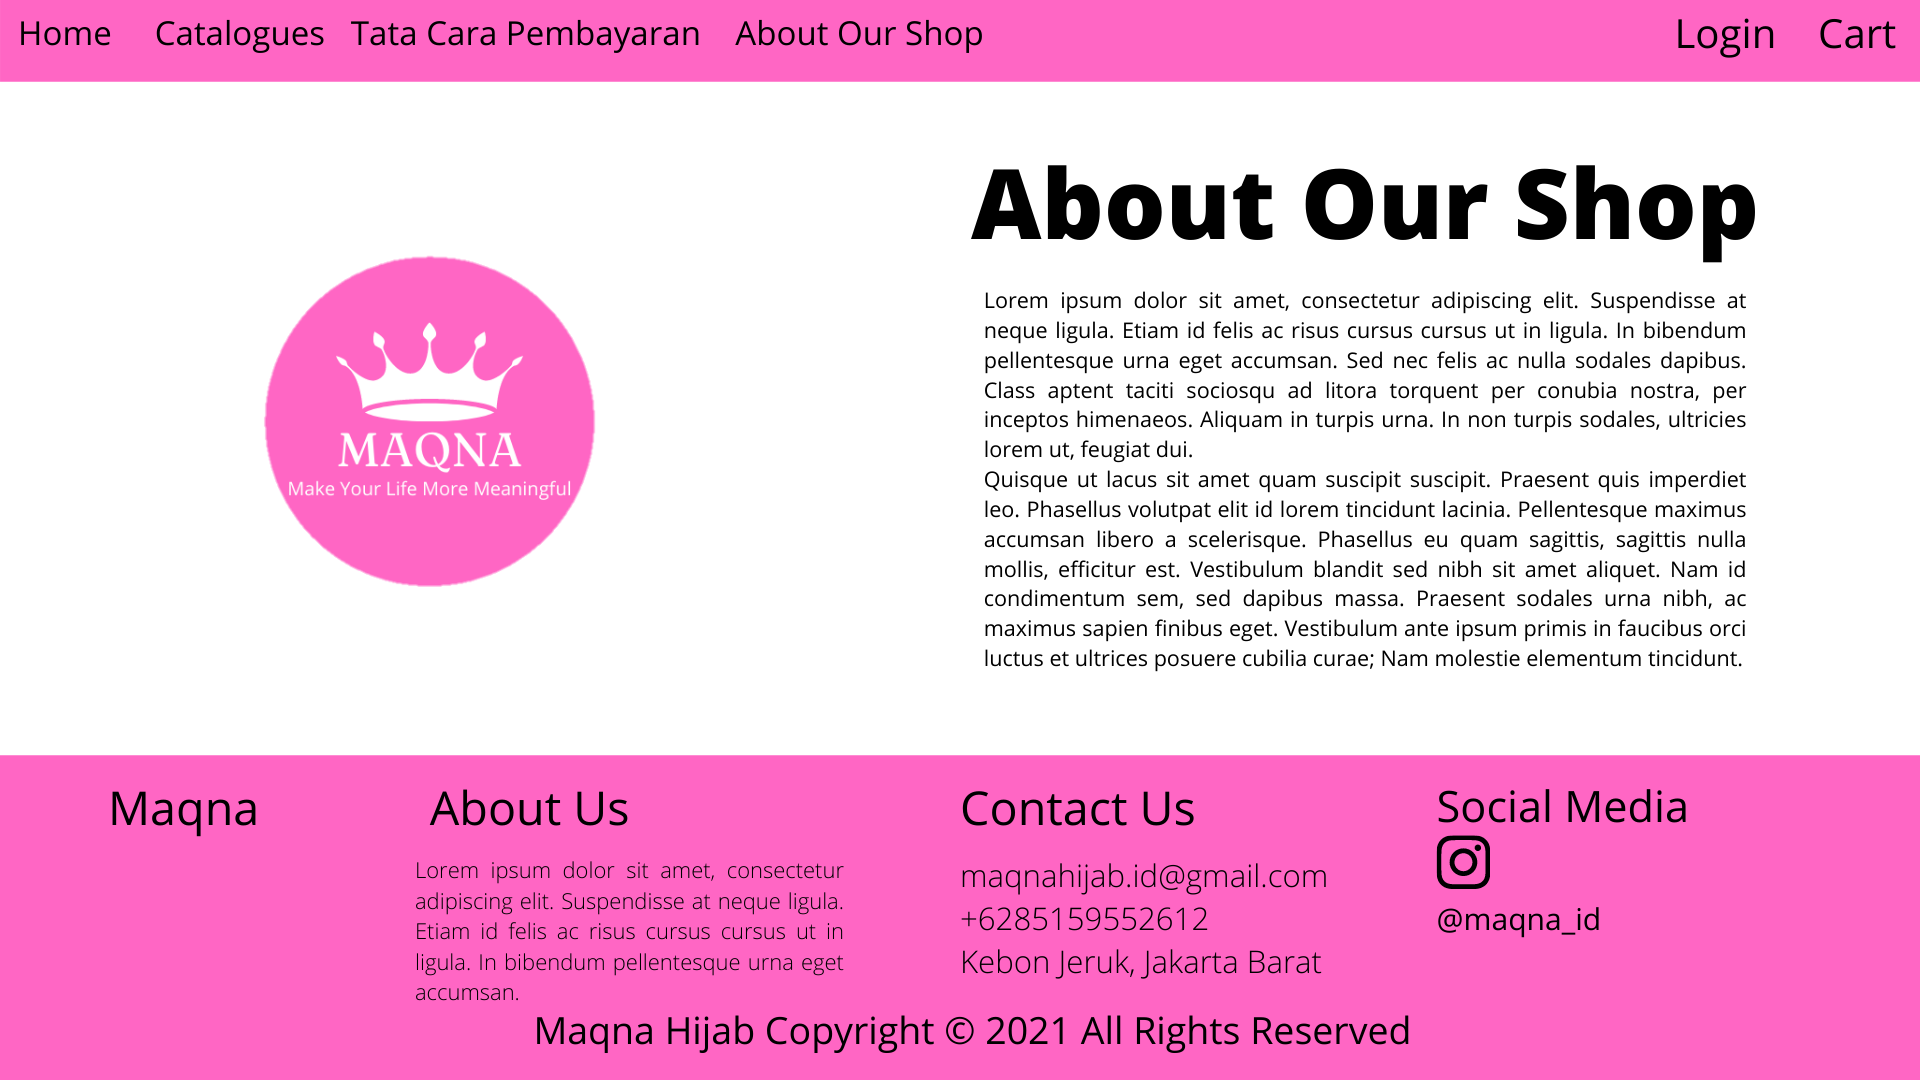 Home Catalogues Tata Cara Pembayaran About Our Shop Login Cart
About Our Shop
MAQNA
Make Your Life More Meaningful
Lorem ipsum dolor sit amet, consectetur adipiscing elit. Suspendisse at
neque ligula. Etiam id felis ac risus cursus cursus ut in ligula. In bibendum
pellentesque urna eget accumsan. Sed nec felis ac nulla sodales dapibus.
Class aptent taciti sociosqu ad litora torquent per conubia nostra, per
inceptos himenaeos. Aliquam in turpis urna. In non turpis sodales, ultricies
lorem ut, feugiat dui.
Quisque ut lacus sit amet quam suscipit suscipit. Praesent quis imperdiet
leo. Phasellus volutpat elit id lorem tincidunt lacinia. Pellentesque maximus
accumsan libero a scelerisque. Phasellus eu quam sagittis, sagittis nulla
mollis, efficitur est. Vestibulum blandit sed nibh sit amet aliquet. Nam id
condimentum sem, sed dapibus massa. Praesent sodales urna nibh, ac
maximus sapien finibus eget. Vestibulum ante ipsum primis in faucibus orci
luctus et ultrices posuere cubilia curae; Nam molestie elementum tincidunt.
Maqna
About Us
Lorem ipsum dolor sit amet, consectetur
adipiscing elit. Suspendisse at neque ligula.
Etiam id felis ac risus cursus cursus ut in
ligula. In bibendum pellentesque urna eget
accumsan.
Contact Us
maqnahijab.id@gmail.com
+6285159552612
Kebon Jeruk, Jakarta Barat
Social Media
@maqna_id
Maqna Hijab Copyright © 2021 All Rights Reserved